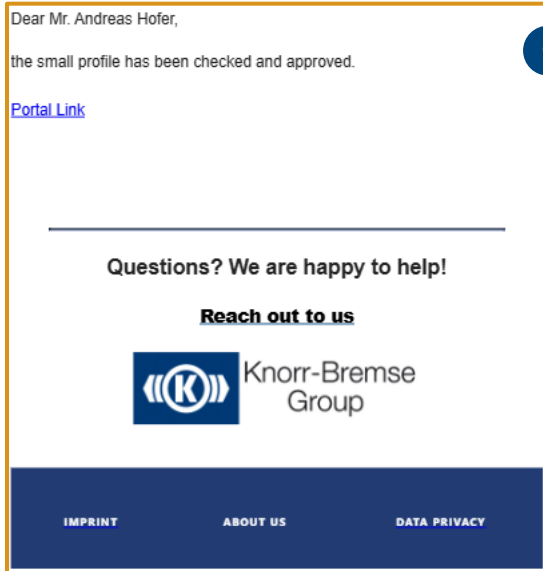 Dear Mr. Andreas Hofer,
the small profile has been checked and approved.
Portal Link
Questions? We are happy to help!
Reach out to us
K
Knorr-Bremse
Group
IMPRINT
ABOUT US
DATA PRIVACY